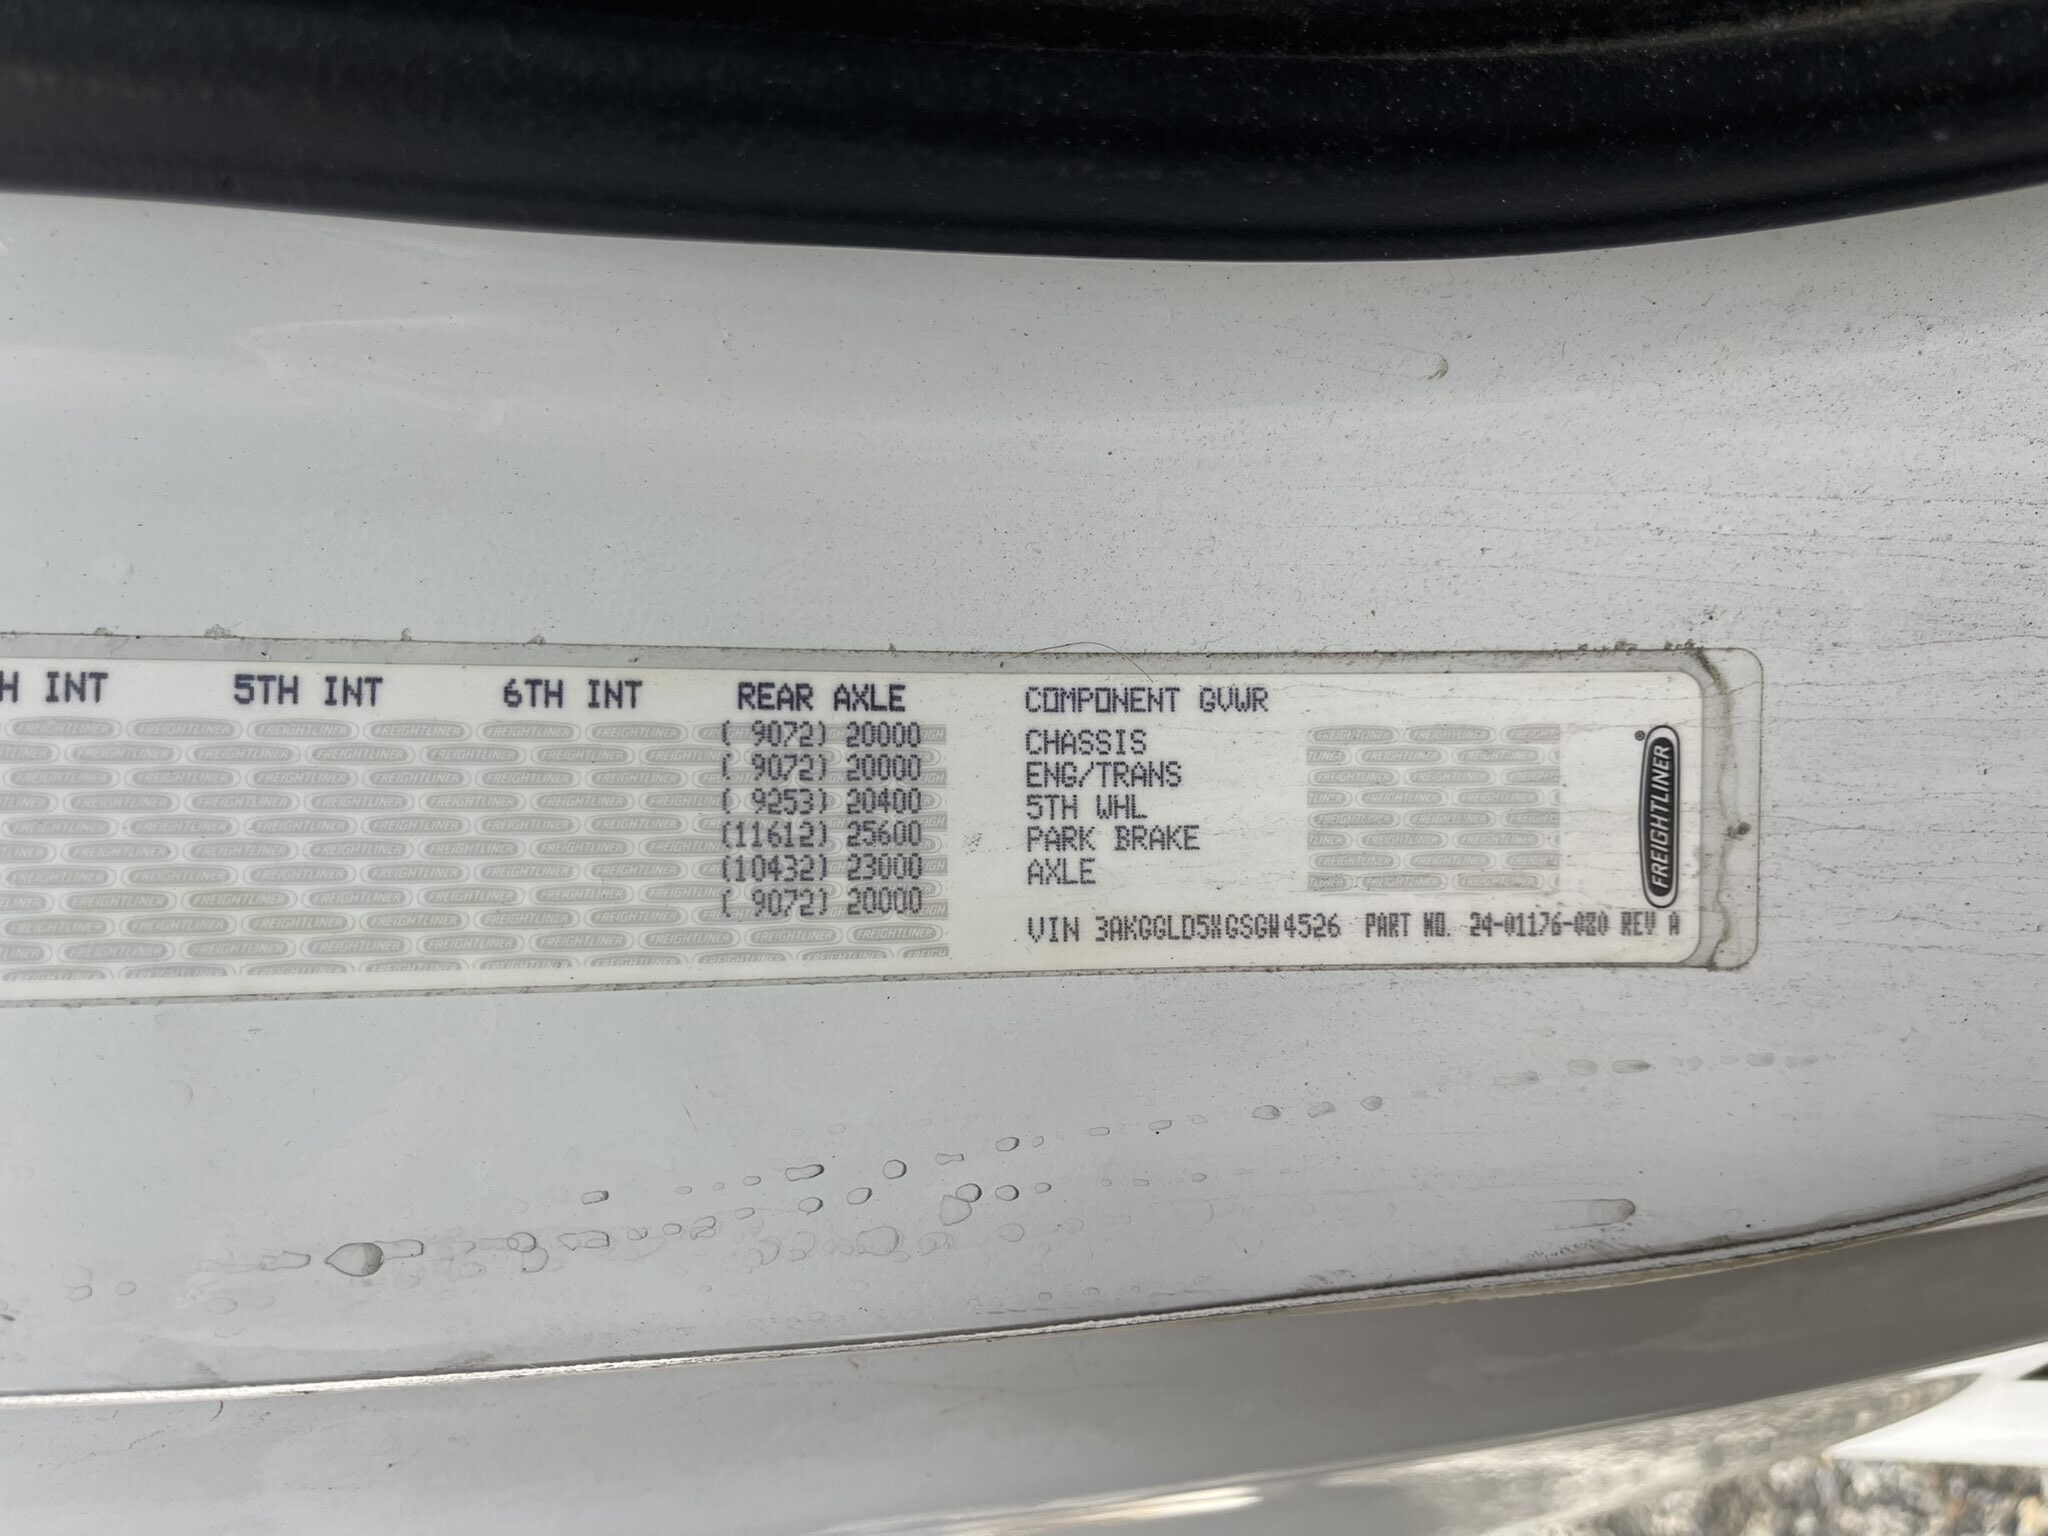 H INT 5TH INT 6TH INT REAR AXLE COMPONENT GVWR
( 9072) 20000 CHASSIS
( 9072) 20000 ENG/TRANS
( 9253) 20400 5TH WHL
(11612) 25600 PARK BRAKE
(10432) 23000 AXLE
( 9072) 20000
VIN 3AKGGLD5XGSGW4526 PART NO. 24-01176-080 REV A
FREIGHTLINER